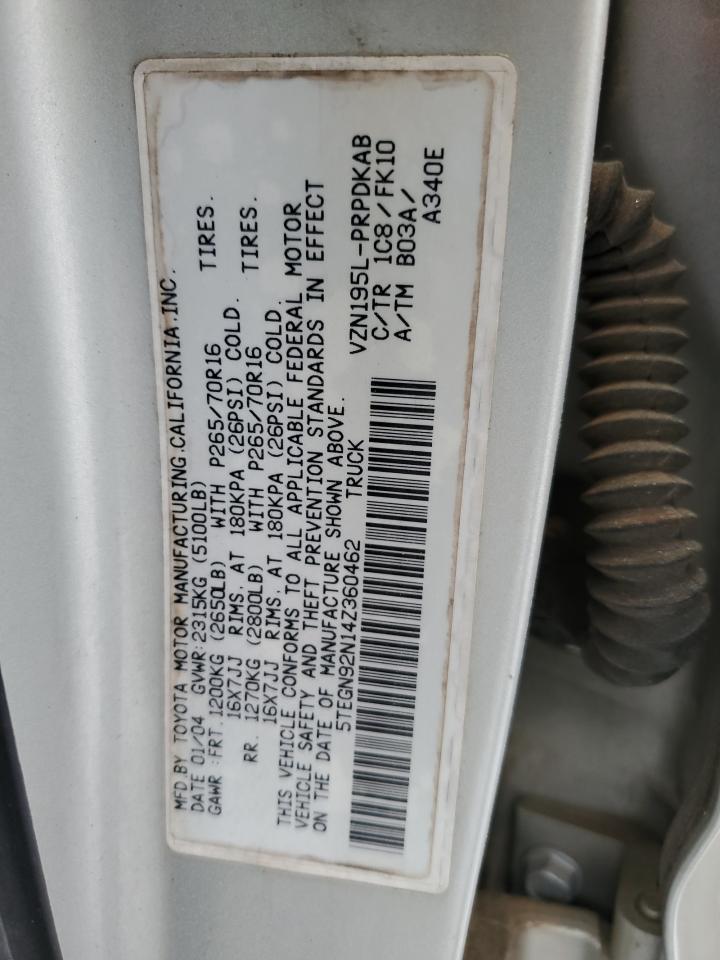 MFD.BY TOYOTA MOTOR MANUFACTURING.CALIFORNIA.INC.
DATE 01/04 GVWR:2315KG (5100LB)
GAWR :FRT.1200KG (2650LB) WITH P265/70R16 TIRES.
16X7JJ RIMS. AT 180KPA (26PSI) COLD.
RR. 1270KG (2800LB) WITH P265/70R16 TIRES.
16X7JJ RIMS. AT 180KPA (26PSI) COLD.
THIS VEHICLE CONFORMS TO ALL APPLICABLE FEDERAL MOTOR
VEHICLE SAFETY AND THEFT PREVENTION STANDARDS IN EFFECT
ON THE DATE OF MANUFACTURE SHOWN ABOVE.
5TEGN92N14Z360462 TRUCK
VZN195L-PRPDKAB
C/TR 1C8/FK10
A/TM B03A/
A340E